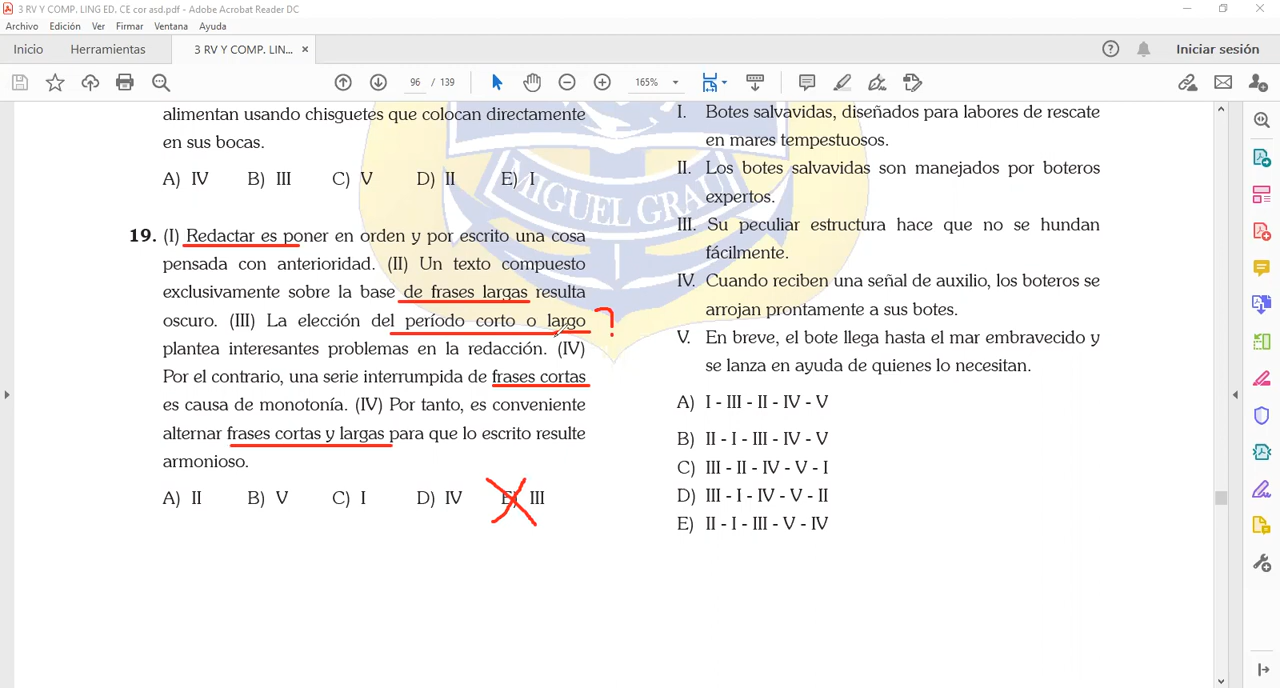 3 RV Y COMP. LING ED. CE cor asd.pdf - Adobe Acrobat Reader DC
Archivo Edición Ver Firmar Ventana Ayuda
Inicio Herramientas 3 RV Y COMP. LIN... × Iniciar sesión
96 / 139 165%
alimentan usando chisguetes que colocan directamente
en sus bocas.
A) IV B) III C) V D) II E) I
19. (I) Redactar es poner en orden y por escrito una cosa
pensada con anterioridad. (II) Un texto compuesto
exclusivamente sobre la base de frases largas resulta
oscuro. (III) La elección del período corto o largo
plantea interesantes problemas en la redacción. (IV)
Por el contrario, una serie interrumpida de frases cortas
es causa de monotonía. (IV) Por tanto, es conveniente
alternar frases cortas y largas para que lo escrito resulte
armonioso.
A) II B) V C) I D) IV E) III
I. Botes salvavidas, diseñados para labores de rescate
en mares tempestuosos.
II. Los botes salvavidas son manejados por boteros
expertos.
III. Su peculiar estructura hace que no se hundan
fácilmente.
IV. Cuando reciben una señal de auxilio, los boteros se
arrojan prontamente a sus botes.
V. En breve, el bote llega hasta el mar embravecido y
se lanza en ayuda de quienes lo necesitan.
A) I - III - II - IV - V
B) II - I - III - IV - V
C) III - II - IV - V - I
D) III - I - IV - V - II
E) II - I - III - V - IV
MIGUEL GRAU